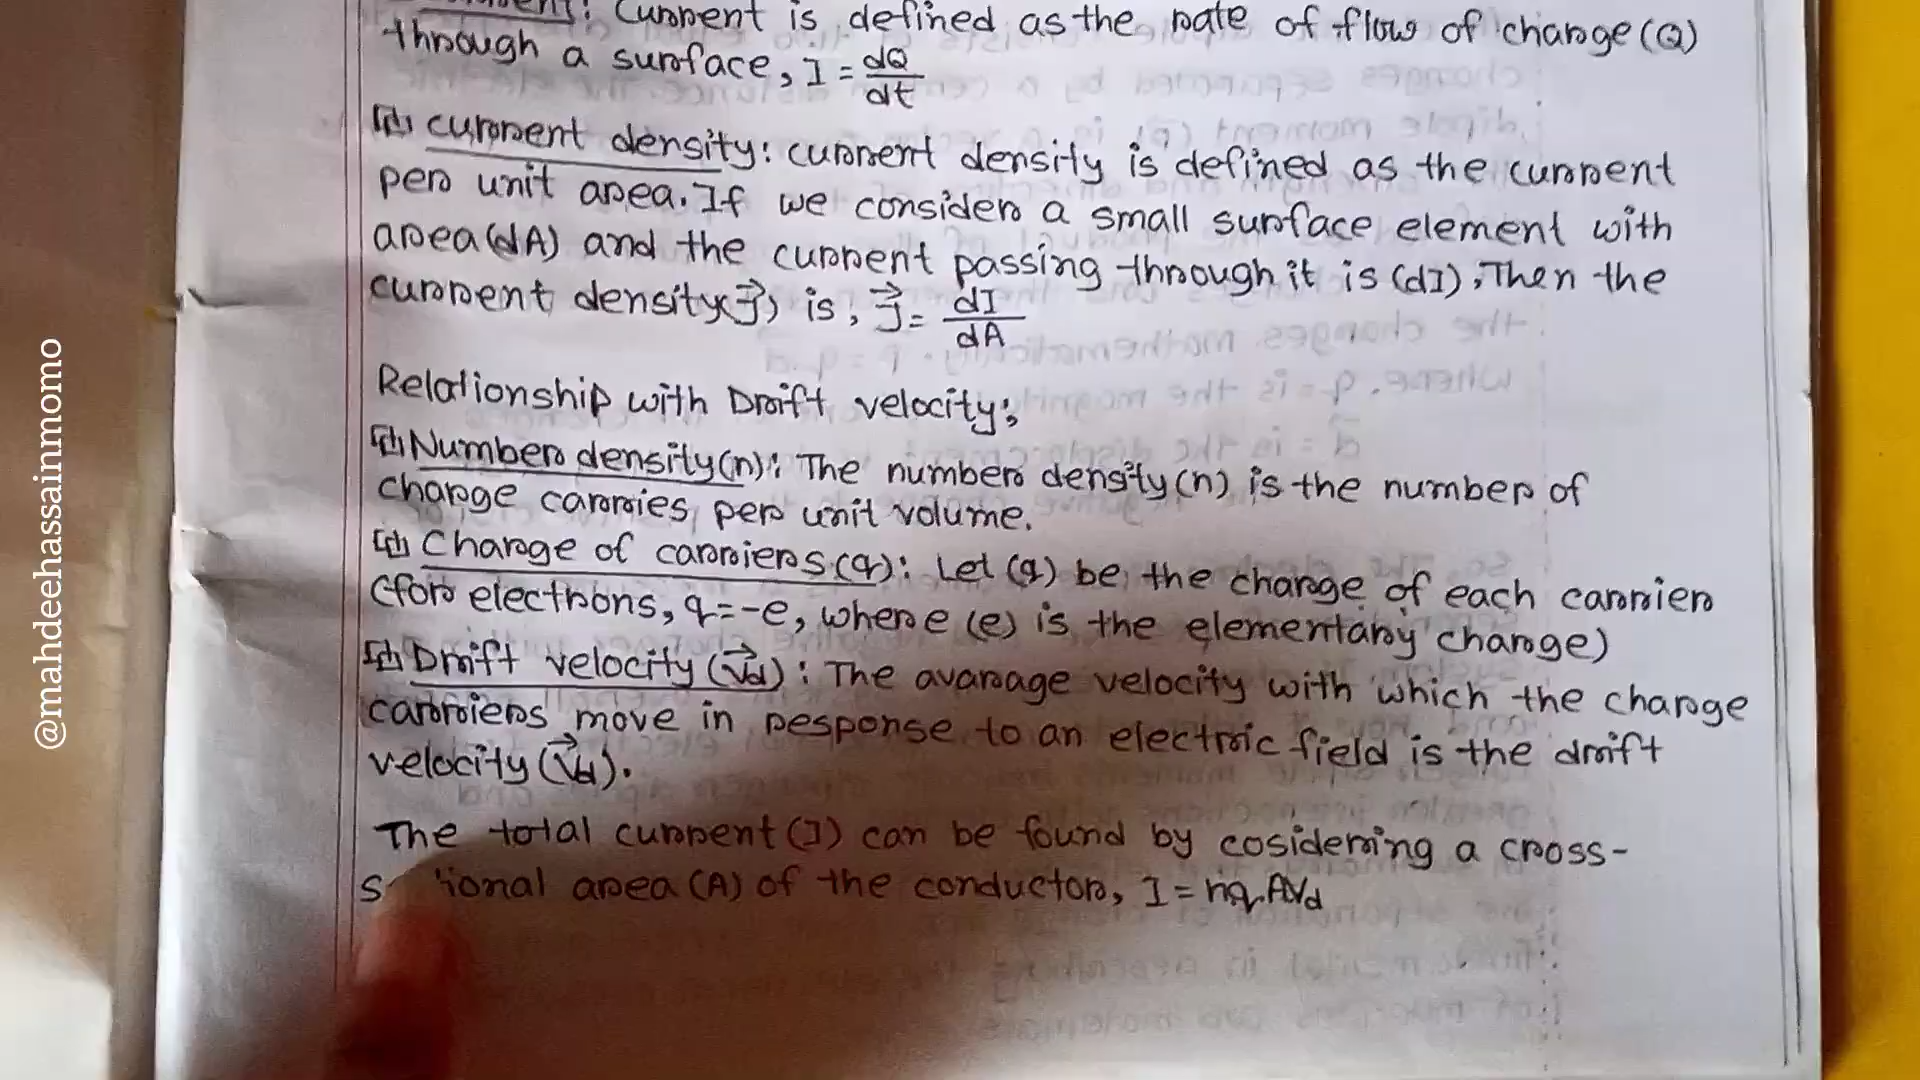 : Current is defined as the rate of flow of charge (Q)
through a surface, I = dQ/dt
current density: current density is defined as the current
per unit area. If we consider a small surface element with
area (dA) and the current passing through it is (dI), Then the
current density (J⃗) is, J⃗ = dI/dA
Relationship with Drift velocity;
Number density (n): The number density (n) is the number of
charge carries per unit volume.
Charge of carriers (q): Let (q) be the charge of each carrier
(for electrons, q = -e, where (e) is the elementary charge)
Drift velocity (V⃗d): The avarage velocity with which the charge
carriers move in response to an electric field is the drift
velocity (V⃗d).
The total current (I) can be found by cosidering a cross-
area (A) of the conductor, I = nqAVd
@mahdeehassainmomo